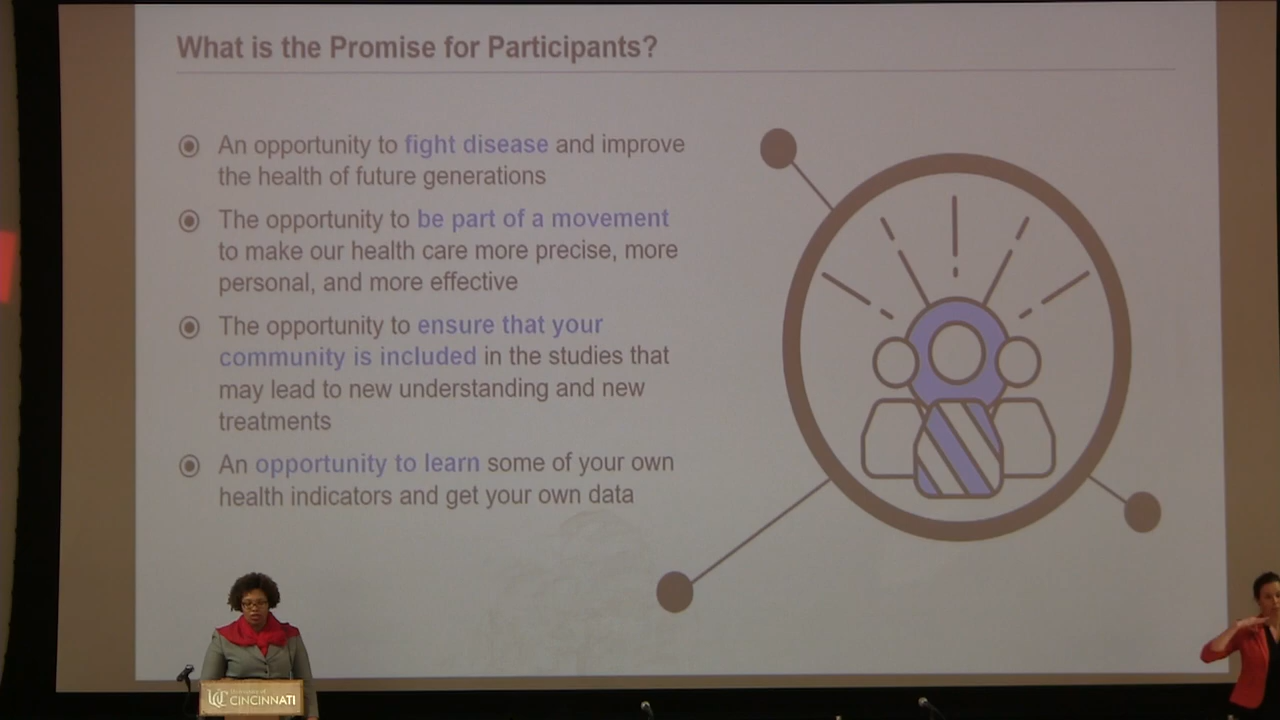 What is the Promise for Participants?
An opportunity to fight disease and improve
the health of future generations
The opportunity to be part of a movement
to make our health care more precise, more
personal, and more effective
The opportunity to ensure that your
community is included in the studies that
may lead to new understanding and new
treatments
An opportunity to learn some of your own
health indicators and get your own data
UC University of
CINCINNATI